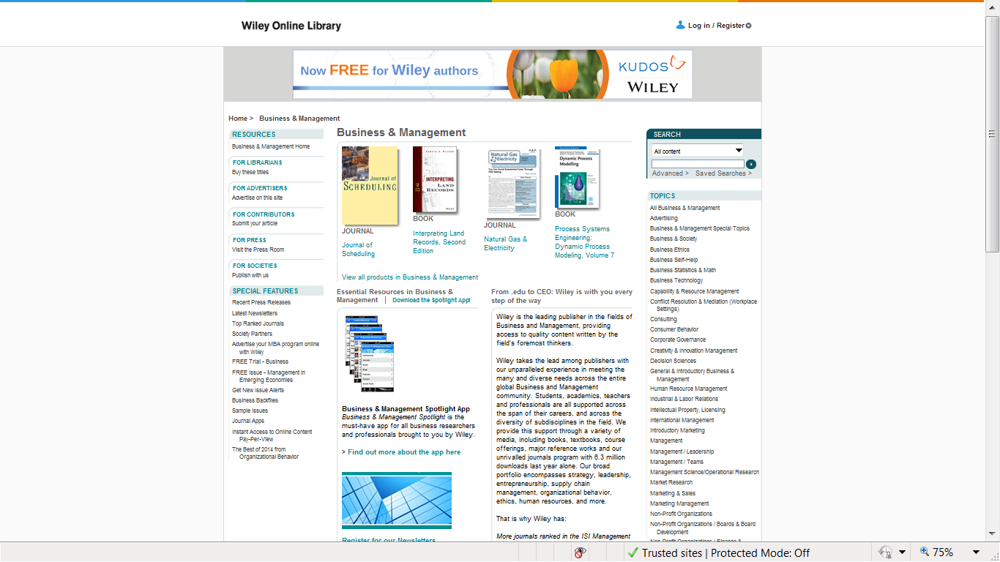 Wiley Online Library
Log in / Register
Now FREE for Wiley authors
KUDOS
WILEY
Home > Business & Management
RESOURCES
Business & Management Home
FOR LIBRARIANS
Buy these titles
FOR ADVERTISERS
Advertise on this site
FOR CONTRIBUTORS
Submit your article
FOR PRESS
Visit the Press Room
FOR SOCIETIES
Publish with us
SPECIAL FEATURES
Recent Press Releases
Latest Newsletters
Top Ranked Journals
Society Partners
Advertise your MBA program online
with Wiley
FREE Trial - Business
FREE Issue - Management in
Emerging Economies
Get New Issue Alerts
Business Backfiles
Sample Issues
Journal Apps
Instant Access to Online Content
Pay-Per-View
The Best of 2014 from
Organizational Behavior
Business & Management
Journal of
SCHEDULING
JOURNAL
Journal of
Scheduling
INTERPRETING
LAND
RECORDS
BOOK
Interpreting Land
Records, Second
Edition
Natural Gas
Electricity
JOURNAL
Natural Gas &
Electricity
Dynamic Process
Modelling
BOOK
Process Systems
Engineering:
Dynamic Process
Modeling, Volume 7
View all products in Business & Management
Essential Resources in Business &
Management | Download the Spotlight App!
Business & Management Spotlight App
Business & Management Spotlight is the
must-have app for all business researchers
and professionals brought to you by Wiley.
> Find out more about the app here
Register for our Newsletters
From .edu to CEO: Wiley is with you every
step of the way
Wiley is the leading publisher in the fields of
Business and Management, providing
access to quality content written by the
field's foremost thinkers.
Wiley takes the lead among publishers with
our unparalleled experience in meeting the
many and diverse needs across the entire
global Business and Management
community. Students, academics, teachers
and professionals are all supported across
the span of their careers, and across the
diversity of subdisciplines in the field. We
provide this support through a variety of
media, including books, textbooks, course
offerings, major reference works and our
unrivalled journals program with 6.3 million
downloads last year alone. Our broad
portfolio encompasses strategy, leadership,
entrepreneurship, supply chain
management, organizational behavior,
ethics, human resources, and more.
That is why Wiley has:
More journals ranked in the ISI Management
SEARCH
All content
Advanced > Saved Searches >
TOPICS
All Business & Management
Advertising
Business & Management Special Topics
Business & Society
Business Ethics
Business Self-Help
Business Statistics & Math
Business Technology
Capability & Resource Management
Conflict Resolution & Mediation (Workplace
Settings)
Consulting
Consumer Behavior
Corporate Governance
Creativity & Innovation Management
Decision Sciences
General & Introductory Business &
Management
Human Resource Management
Industrial & Labor Relations
Intellectual Property, Licensing
International Management
Introductory Marketing
Management
Management / Leadership
Management / Teams
Management Science/Operational Research
Market Research
Marketing & Sales
Marketing Management
Non-Profit Organizations
Non-Profit Organizations / Boards & Board
Development
Non-Profit Organizations / Finance &
Trusted sites | Protected Mode: Off
75%